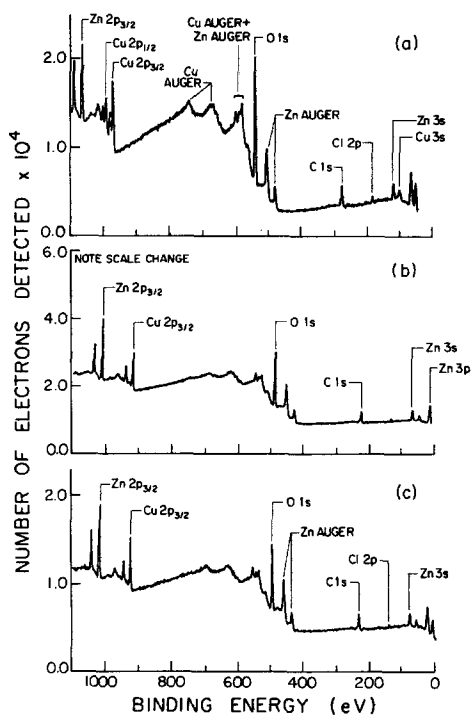 NUMBER OF ELECTRONS DETECTED × 10⁴
(a)
Zn 2p₃/₂
Cu 2p₁/₂
Cu 2p₃/₂
Cu AUGER+
Zn AUGER
O 1s
Cu
AUGER
Zn AUGER
Cl 2p
C 1s
Zn 3s
Cu 3s
2.0
1.0
0.0
6.0
NOTE SCALE CHANGE
(b)
Zn 2p₃/₂
Cu 2p₃/₂
O 1s
C 1s
Zn 3s
Zn 3p
4.0
2.0
0.0
(c)
Zn 2p₃/₂
Cu 2p₃/₂
O 1s
Zn AUGER
Cl 2p
C1s
Zn 3s
2.0
1.0
0.0
1000 800 600 400 200 0
BINDING ENERGY (eV)